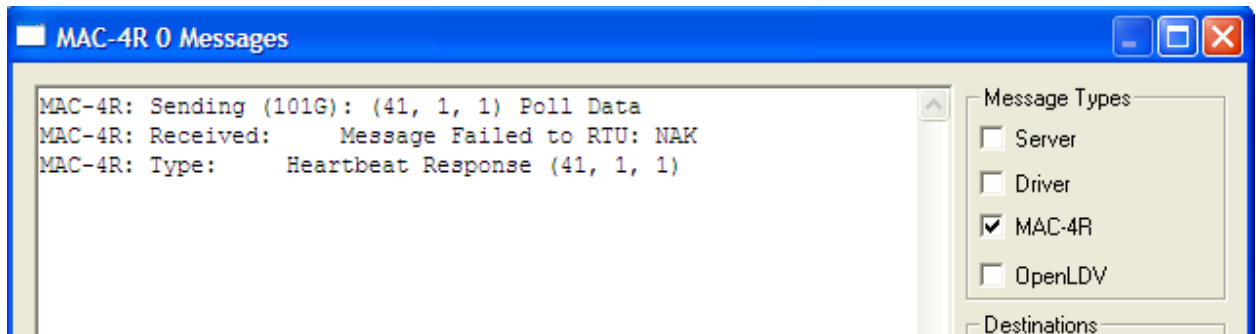 MAC-4R 0 Messages
MAC-4R: Sending (101G): (41, 1, 1) Poll Data
MAC-4R: Received:     Message Failed to RTU: NAK
MAC-4R: Type:     Heartbeat Response (41, 1, 1)
Message Types
Server
Driver
MAC-4R
OpenLDV
Destinations